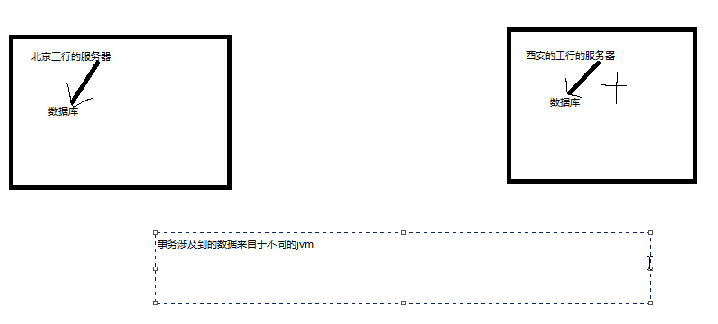 北京工行的服务器
西安的工行的服务器
数据库
数据库
事务涉及到的数据来自于不同的jvm